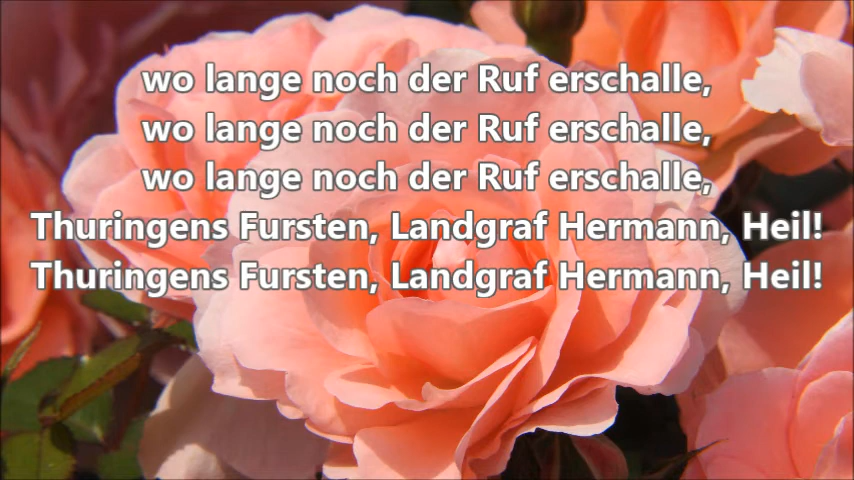 wo lange noch der Ruf erschalle,
wo lange noch der Ruf erschalle,
wo lange noch der Ruf erschalle,
Thuringens Fursten, Landgraf Hermann, Heil!
Thuringens Fursten, Landgraf Hermann, Heil!